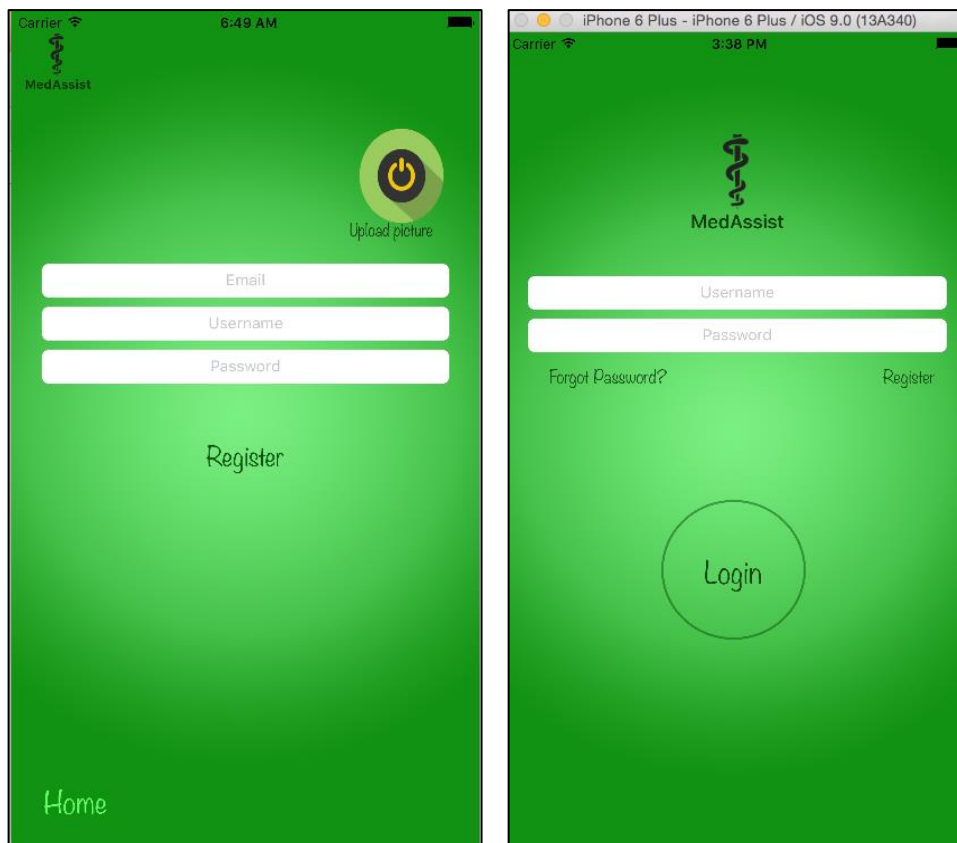 Carrier 6:49 AM
MedAssist
Upload picture
Email
Username
Password
Register
Home
iPhone 6 Plus - iPhone 6 Plus / iOS 9.0 (13A340)
Carrier 3:38 PM
MedAssist
Username
Password
Forgot Password? Register
Login